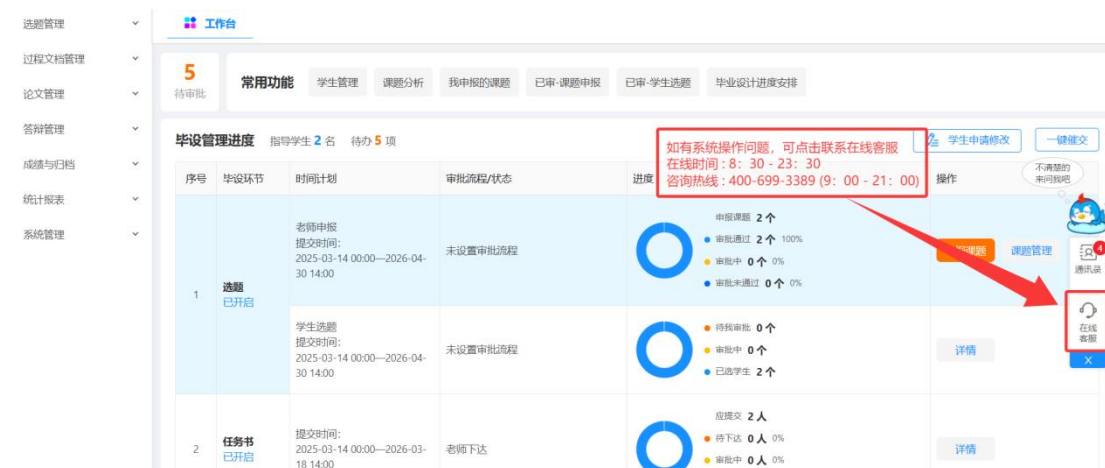 选题管理
过程文档管理
论文管理
答辩管理
成绩与归档
统计报表
系统管理
工作台
5
待审批
常用功能 学生管理 课题分析 我申报的课题 已审-课题申报 已审-学生选题 毕业设计进度安排
毕设管理进度 指导学生 2 名 待办 5 项
学生申请修改 一键催交
如有系统操作问题，可点击联系在线客服
在线时间：8：30 - 23：30
咨询热线：400-699-3389 (9：00 - 21：00)
不清楚的
来问我吧
序号 毕设环节 时间计划 审批流程/状态 进度 操作
1
选题
已开启
老师申报
提交时间：
2025-03-14 00:00—2026-04-
30 14:00
未设置审批流程
申报课题 2 个
审批通过 2 个 100%
审批中 0 个 0%
审批未通过 0 个 0%
课题管理
4
通讯录
在线
客服
X
学生选题
提交时间：
2025-03-14 00:00—2026-04-
30 14:00
未设置审批流程
待我审批 0 个
审批中 0 个
已选学生 2 个
详情
2
任务书
已开启
提交时间：
2025-03-14 00:00—2026-03-
18 14:00
老师下达
应提交 2 人
待下达 0 人 0%
审批中 0 人 0%
详情